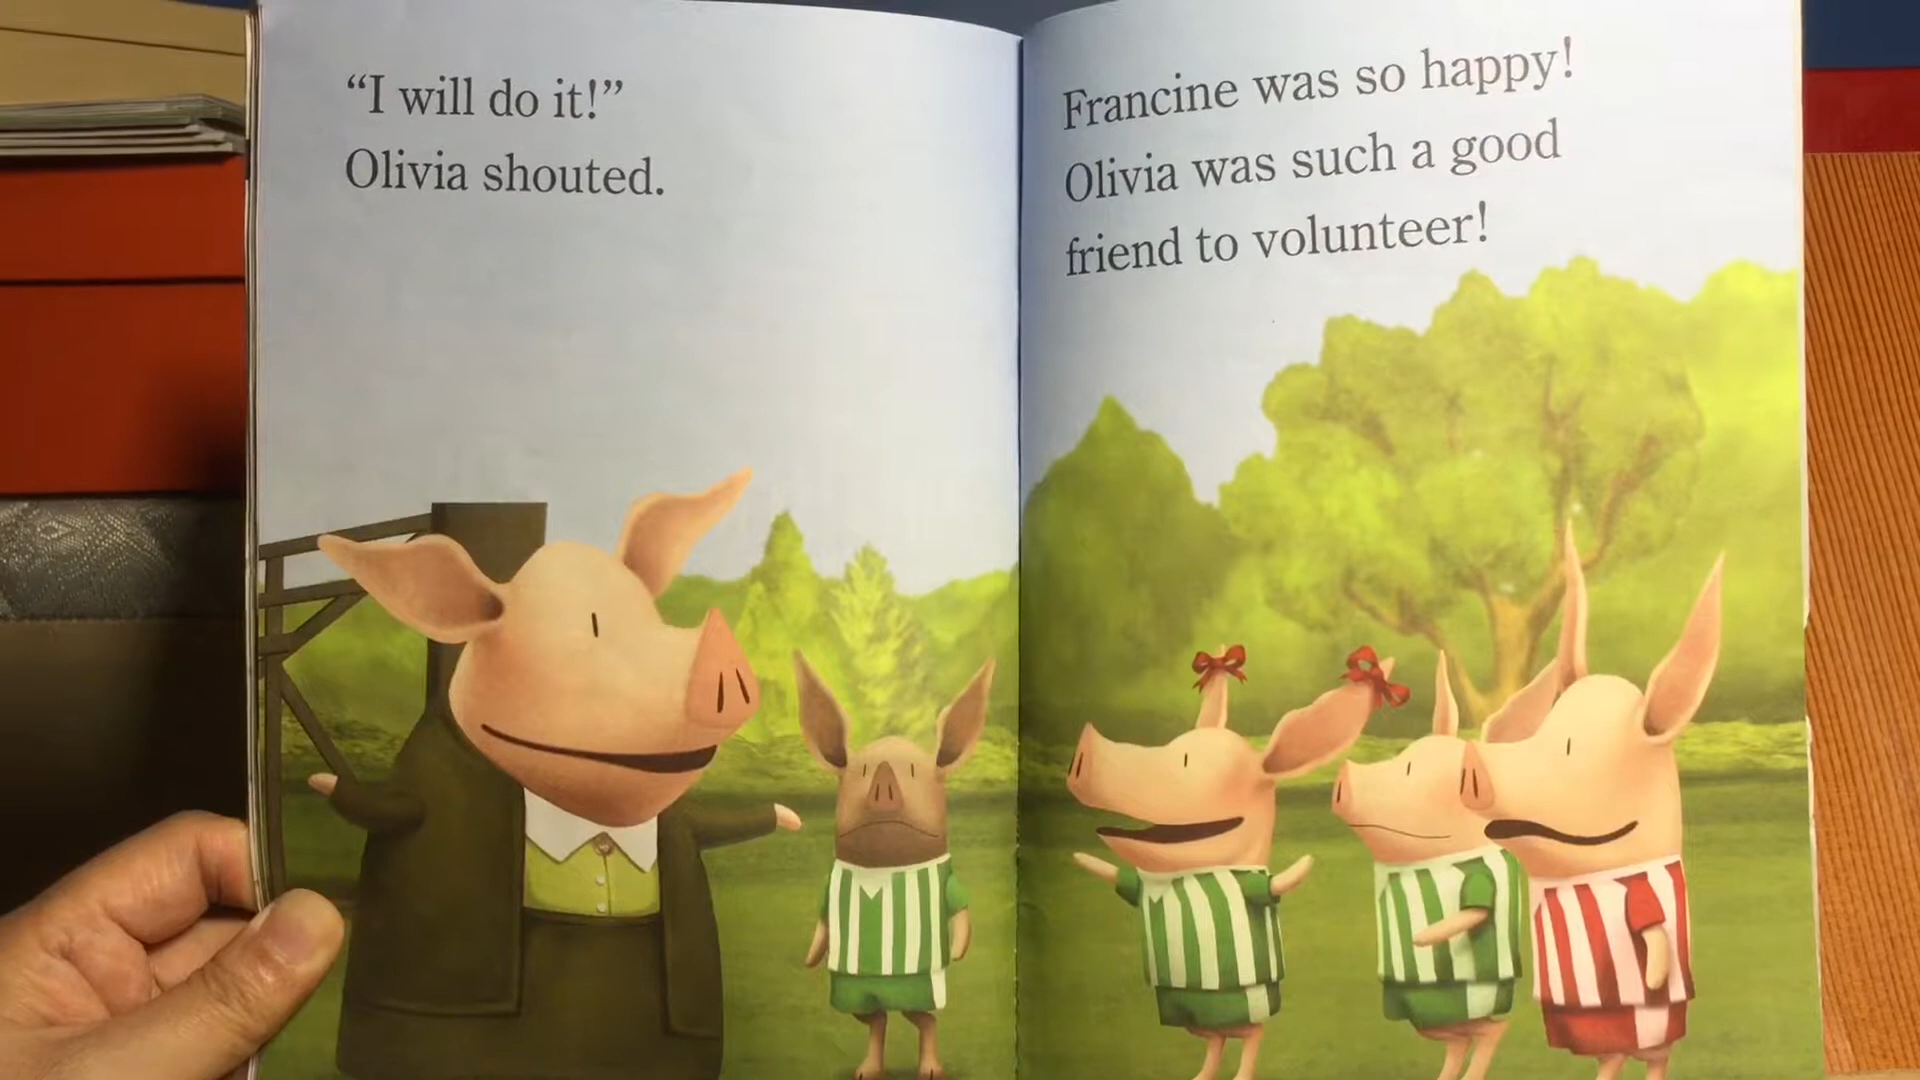 “I will do it!”
Olivia shouted.
Francine was so happy!
Olivia was such a good
friend to volunteer!